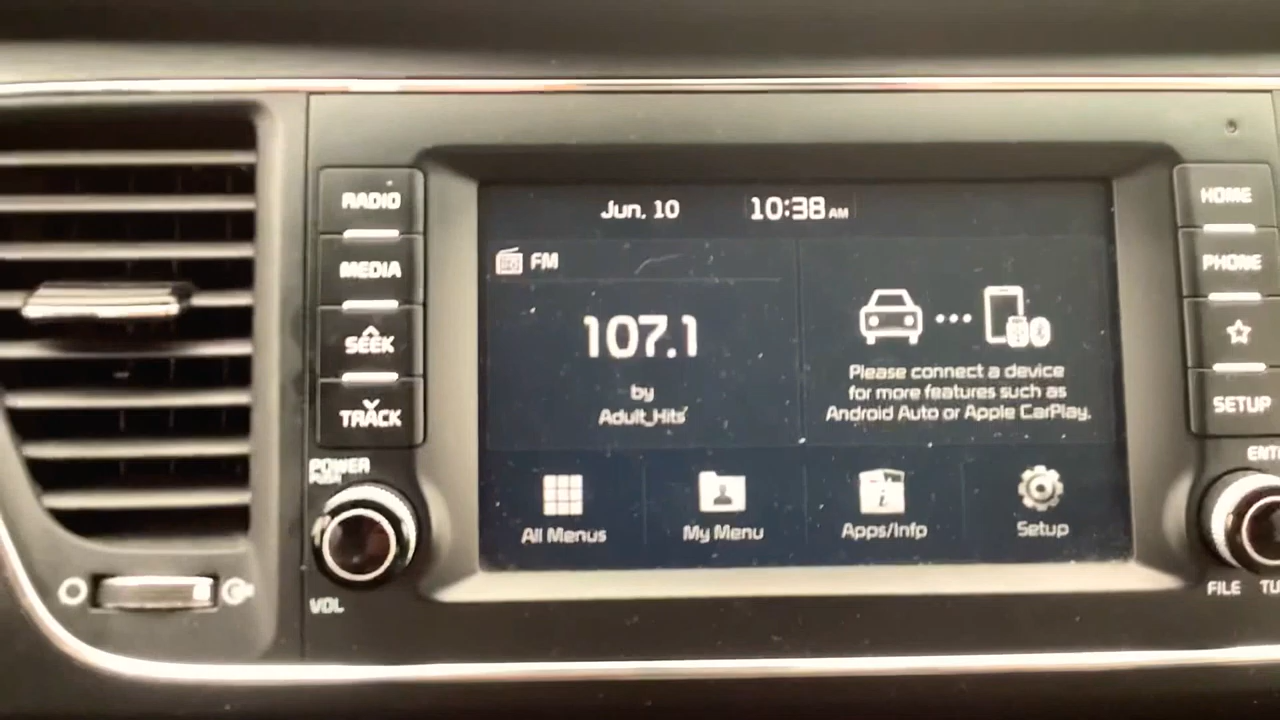 RADIO
MEDIA
SEEK
TRACK
POWER
PUSH
VOL
Jun, 10 10:38 AM
FM
107.1
by
Adult_Hits
Please connect a device
for more features such as
Android Auto or Apple CarPlay.
All Menus My Menu Apps/Info Setup
HOME
PHONE
SETUP
FILE